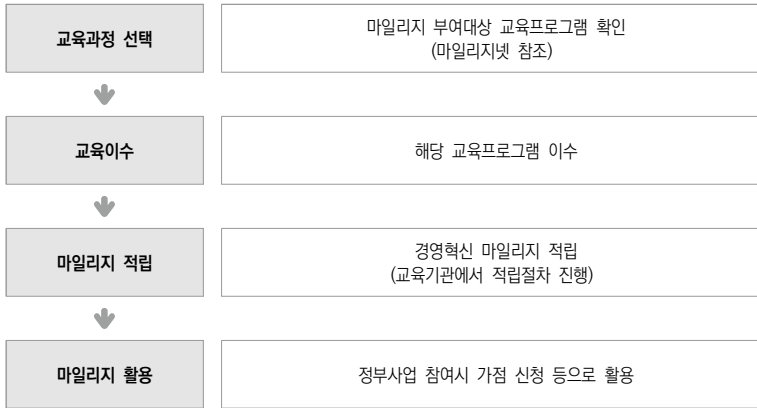 교육과정 선택
마일리지 부여대상 교육프로그램 확인
(마일리지넷 참조)
교육이수
해당 교육프로그램 이수
마일리지 적립
경영혁신 마일리지 적립
(교육기관에서 적립절차 진행)
마일리지 활용
정부사업 참여시 가점 신청 등으로 활용